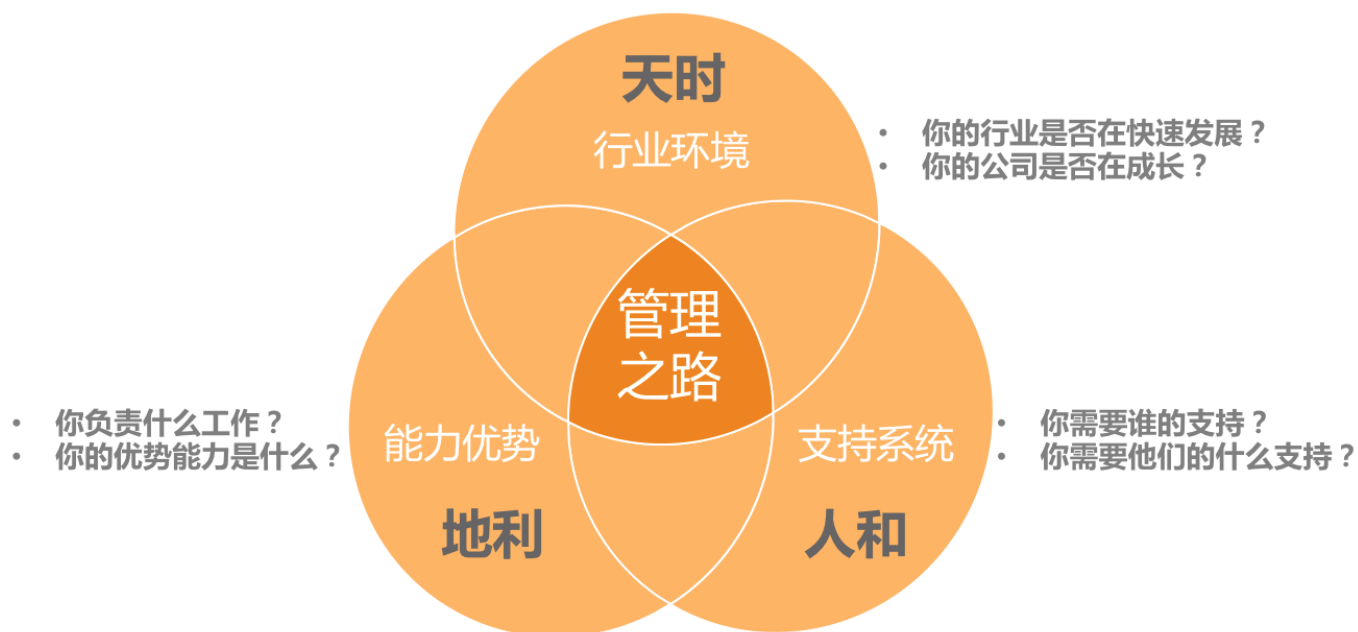 天时
行业环境
• 你的行业是否在快速发展？
• 你的公司是否在成长？
管理
之路
• 你负责什么工作？
• 你的优势能力是什么？
能力优势
地利
支持系统
人和
• 你需要谁的支持？
• 你需要他们的什么支持？